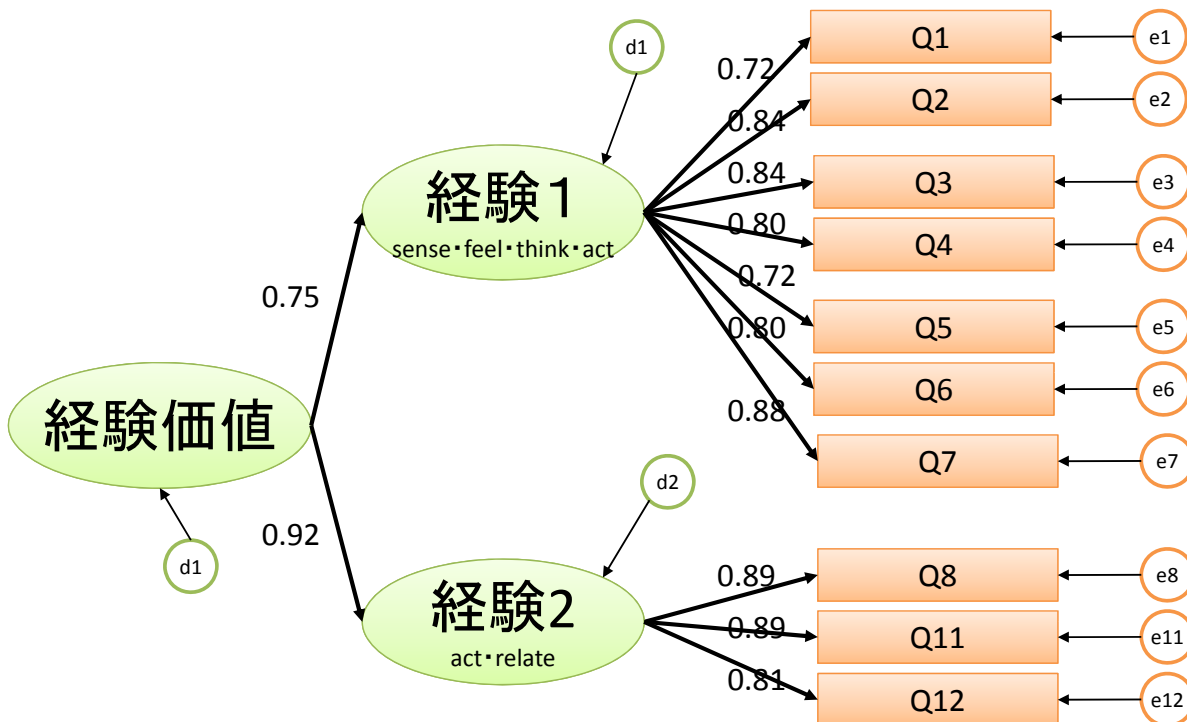 d1
経験1
sense・feel・think・act
0.72
0.84
0.84
0.80
0.72
0.80
0.88
Q1
e1
Q2
e2
Q3
e3
Q4
e4
Q5
e5
Q6
e6
Q7
e7
0.75
経験価値
d1
0.92
d2
経験2
act・relate
0.89
0.89
0.81
Q8
e8
Q11
e11
Q12
e12